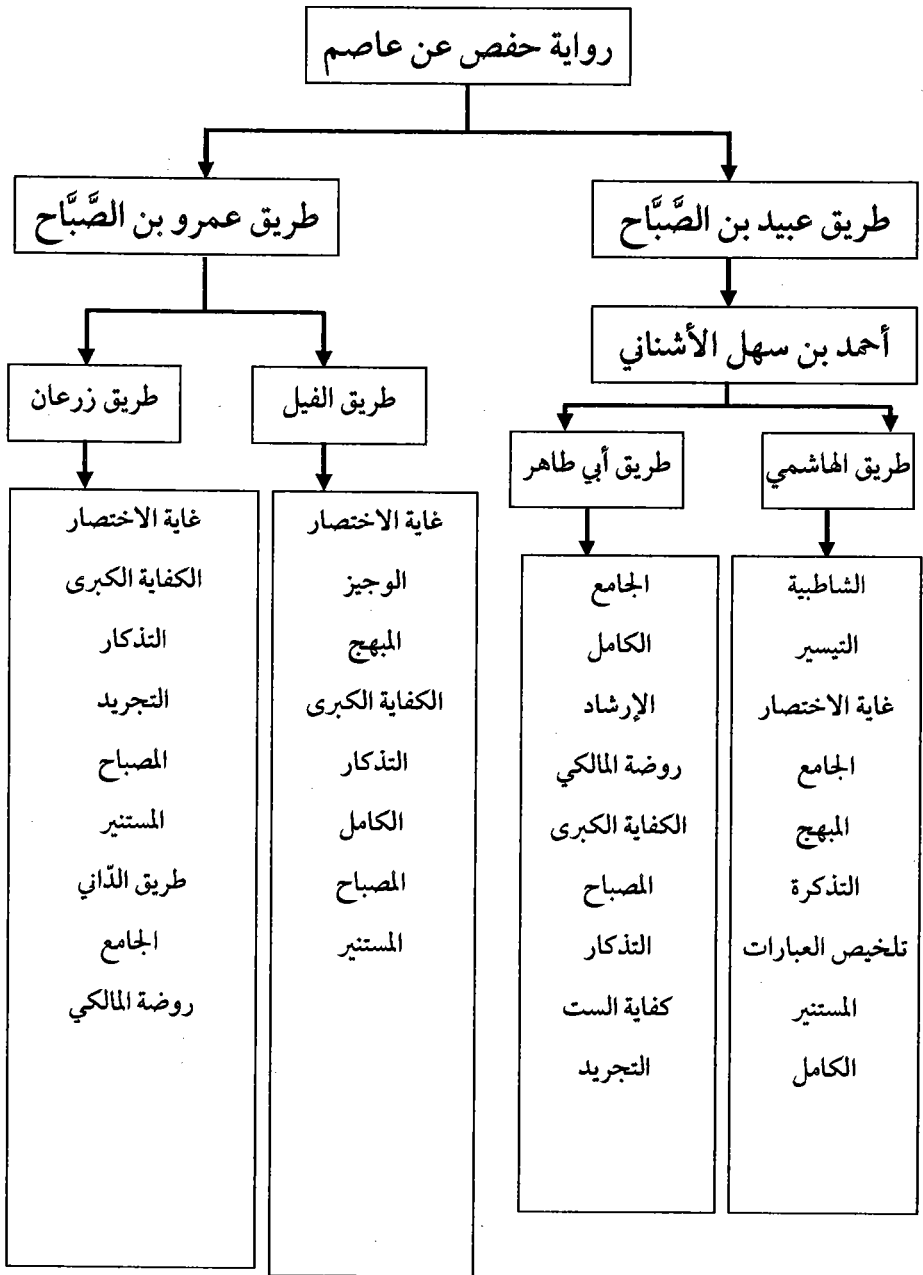 رواية حفص عن عاصم
طريق عبيد بن الصَّبَّاح
أحمد بن سهل الأشناني
طريق الهاشمي
الشاطبية
التيسير
غاية الاختصار
الجامع
المبهج
التذكرة
تلخيص العبارات
المستنير
الكامل
طريق أبي طاهر
الجامع
الكامل
الإرشاد
روضة المالكي
الكفاية الكبرى
المصباح
التذكار
كفاية الست
التجريد
طريق عمرو بن الصَّبَّاح
طريق الفيل
غاية الاختصار
الوجيز
المبهج
الكفاية الكبرى
التذكار
الكامل
المصباح
المستنير
طريق زرعان
غاية الاختصار
الكفاية الكبرى
التذكار
التجريد
المصباح
المستنير
طريق الدّاني
الجامع
روضة المالكي